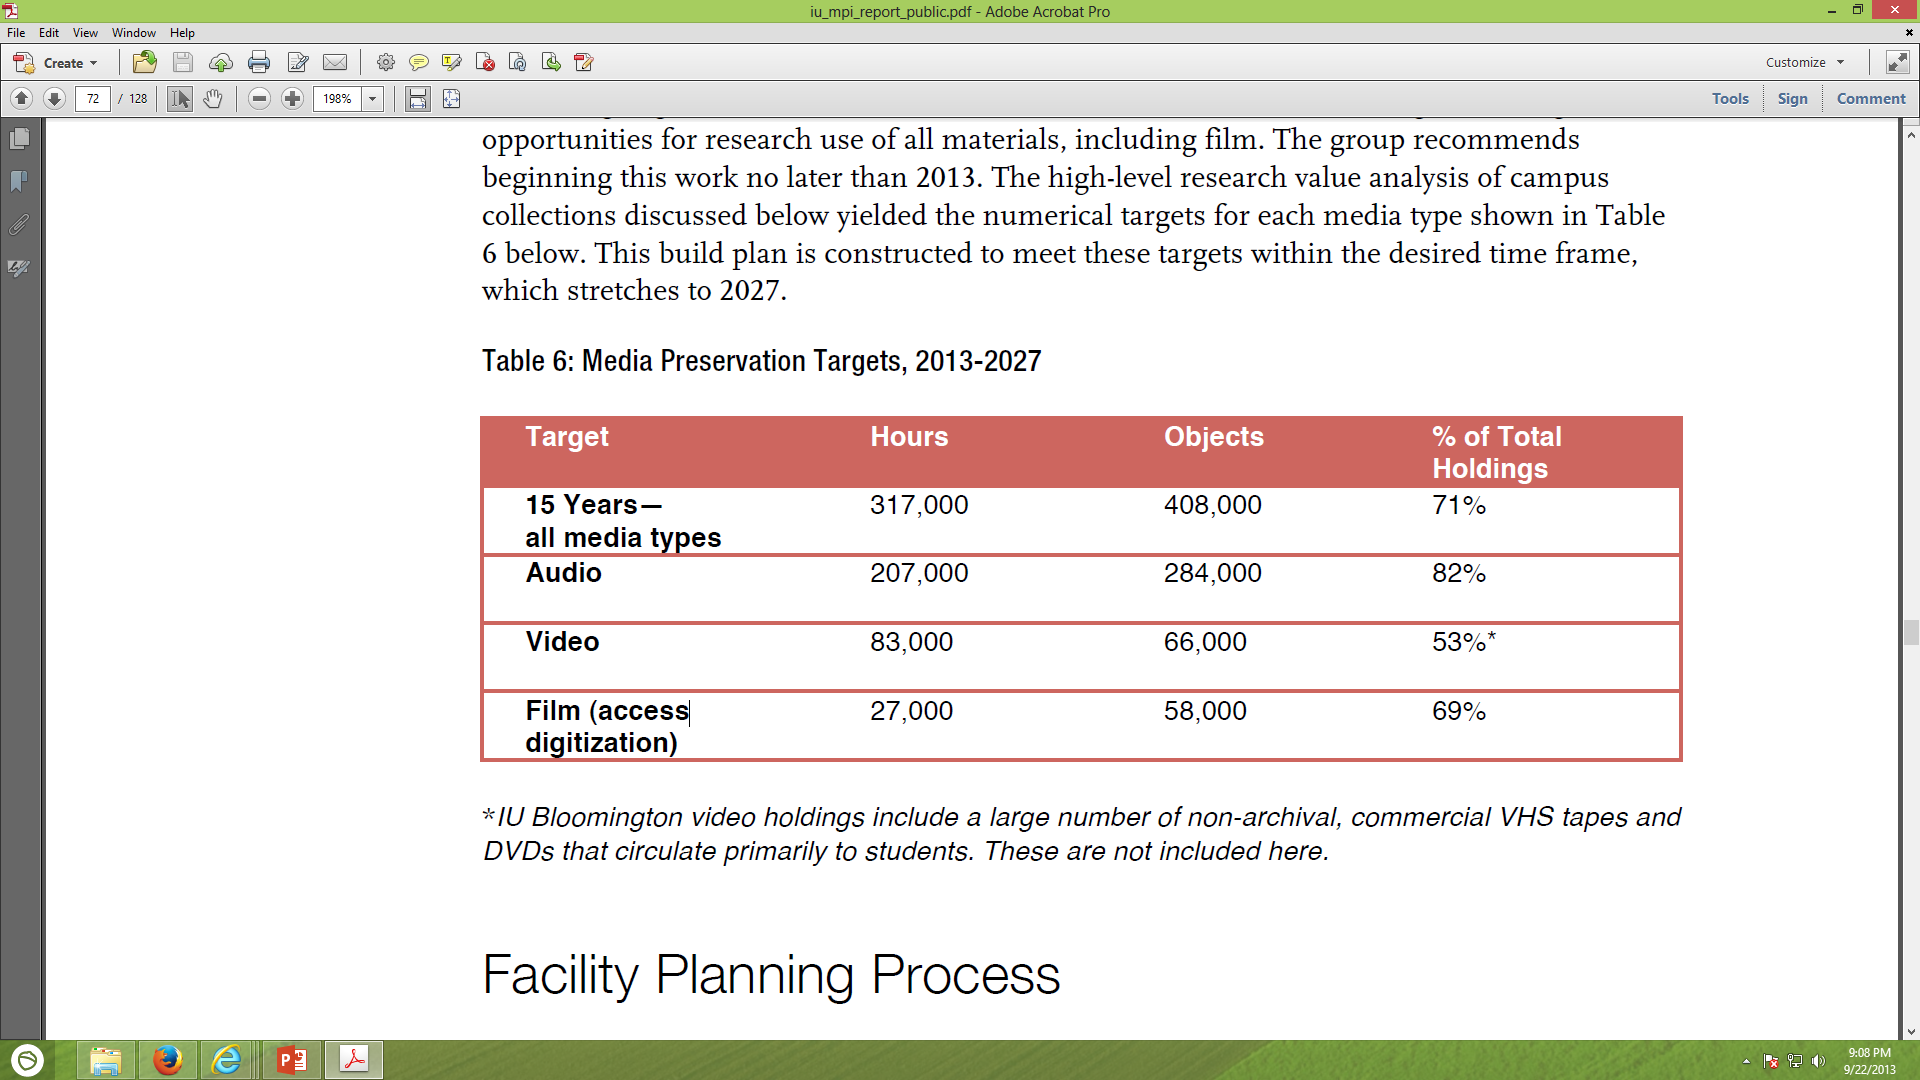 iu_mpi_report_public.pdf - Adobe Acrobat Pro
File Edit View Window Help
Create
Customize
72 / 128
198%
Tools Sign Comment
opportunities for research use of all materials, including film. The group recommends
beginning this work no later than 2013. The high-level research value analysis of campus
collections discussed below yielded the numerical targets for each media type shown in Table
6 below. This build plan is constructed to meet these targets within the desired time frame,
which stretches to 2027.
Table 6: Media Preservation Targets, 2013-2027
Target Hours Objects % of Total
Holdings
15 Years— 317,000 408,000 71%
all media types
Audio 207,000 284,000 82%
Video 83,000 66,000 53%*
Film (access 27,000 58,000 69%
digitization)
*IU Bloomington video holdings include a large number of non-archival, commercial VHS tapes and
DVDs that circulate primarily to students. These are not included here.
Facility Planning Process
9:08 PM
9/22/2013